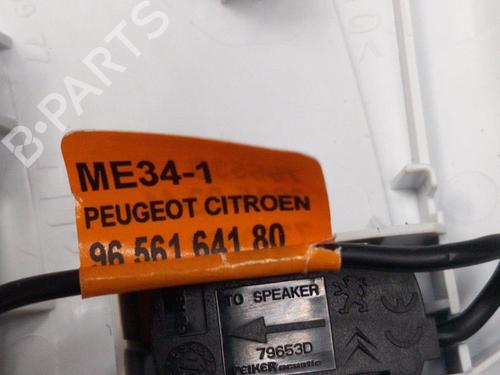 B-PARTS
ME34-1
PEUGEOT CITROEN
96 561 641 80
TO SPEAKER
79653D